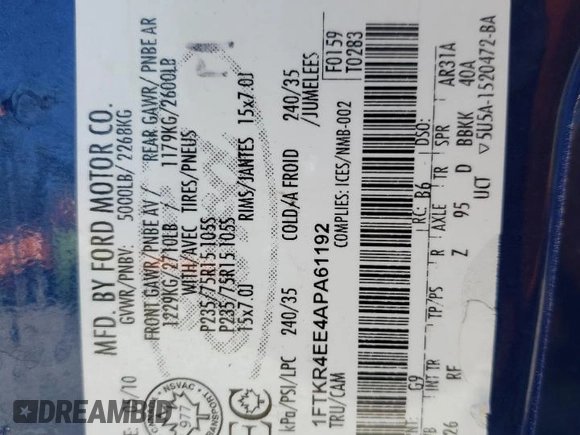 MFD. BY FORD MOTOR CO.
GVWR/PNBV: 5000LB/ 2268KG
FRONT GAWR/PNBE AV / REAR GAWR/ PNBE AR
1229KG/2710LB 1179KG/2600LB
WITH/AVEC TIRES/PNEUS
P235/75R15 105S
P235/75R15 105S
15x7.0J RIMS/JANTES 15x7.0J
/10
kPa/PSI/LPC 240/35 COLD/A FROID 240/35
/JUMELEES
1FTKR4EE4APA61192
TRU/CAM
COMPLIES: ICES/NMB-002
F0159
T0283
G9
RC: B6 DSO:
INT TR TP/PS R AXLE TR SPR AR31A
RF Z 95 D BBKK 40A
26
UCT ▽5U5A-1520472-BA
NSVAC
977
DREAMBID